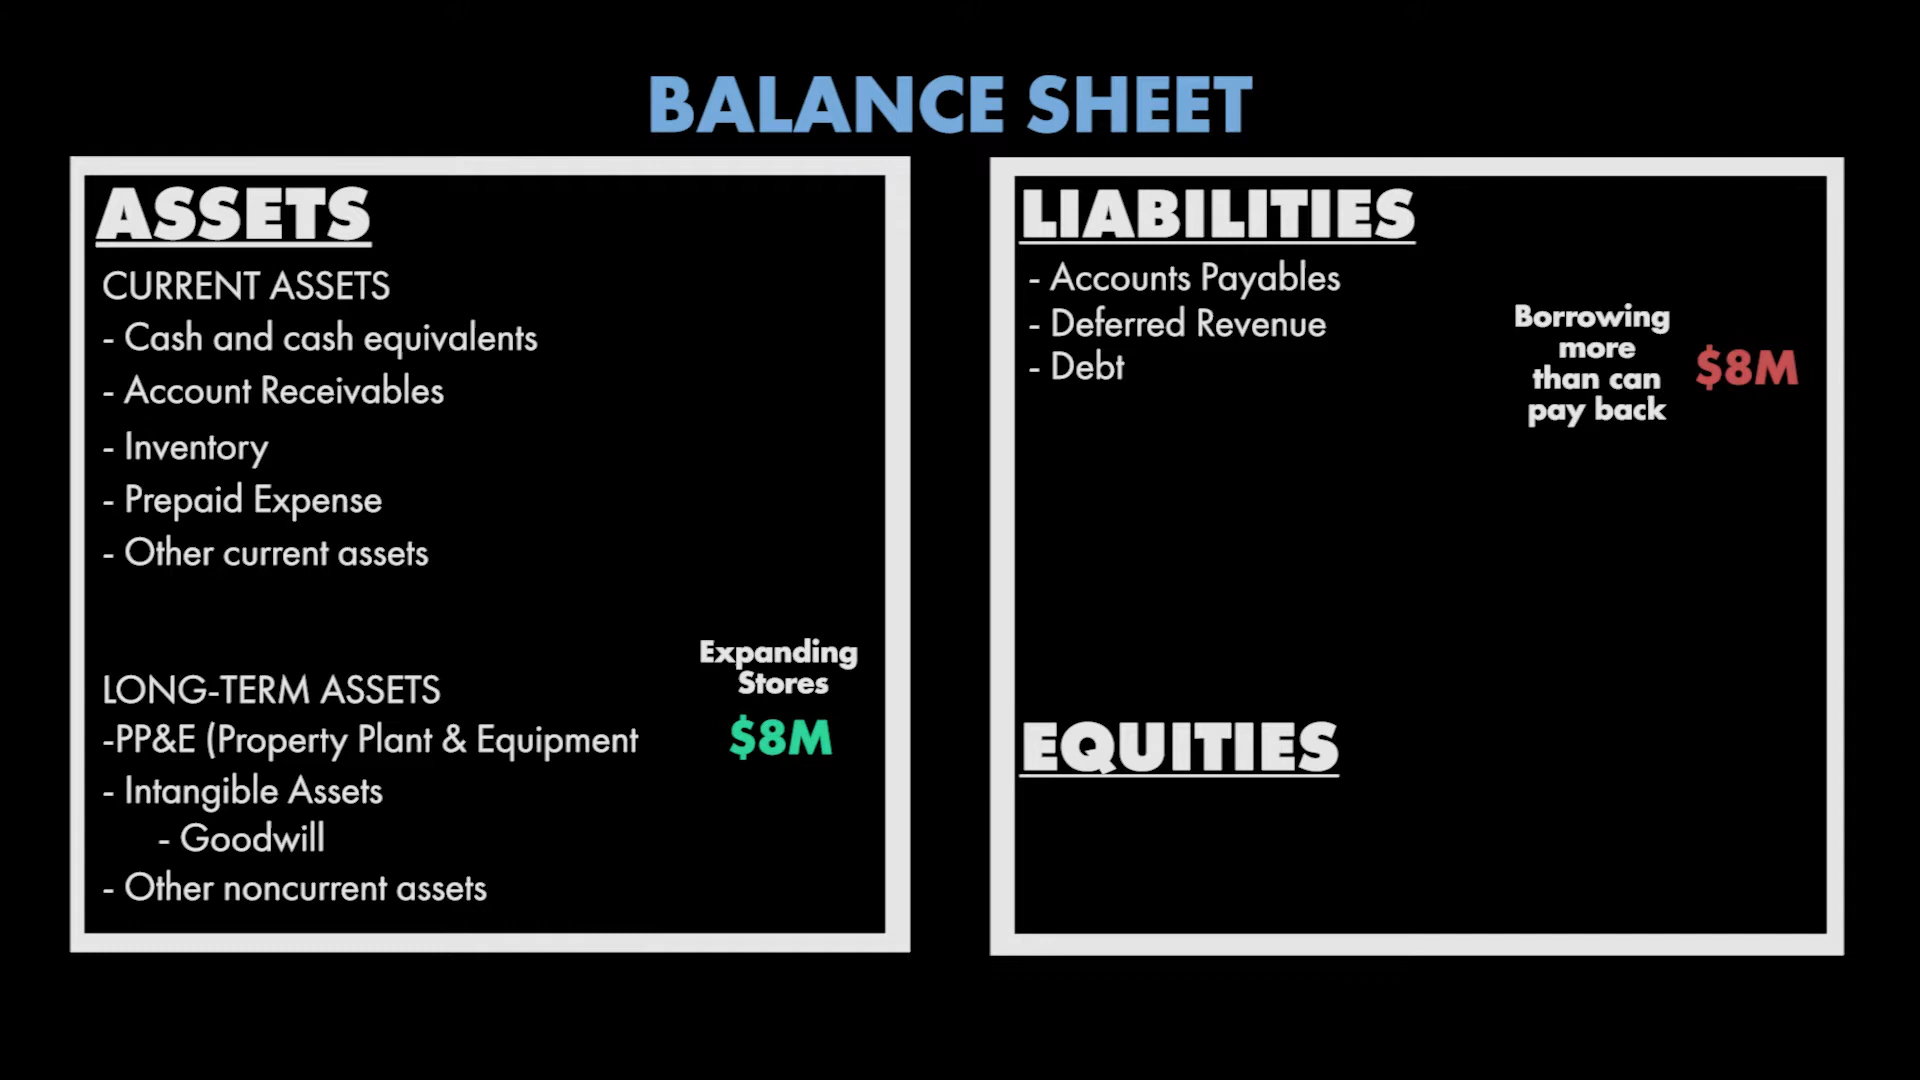 BALANCE SHEET
ASSETS
CURRENT ASSETS
- Cash and cash equivalents
- Account Receivables
- Inventory
- Prepaid Expense
- Other current assets
LONG-TERM ASSETS
-PP&E (Property Plant & Equipment
- Intangible Assets
- Goodwill
- Other noncurrent assets
Expanding
Stores
$8M
LIABILITIES
- Accounts Payables
- Deferred Revenue
- Debt
Borrowing
more
than can
pay back
$8M
EQUITIES